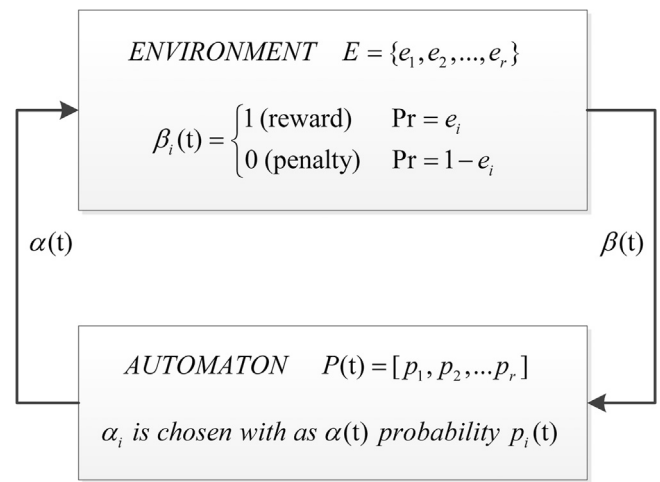 ENVIRONMENT E = {e₁, e₂, ..., eᵣ}
βᵢ(t) = { 1 (reward) Pr = eᵢ
0 (penalty) Pr = 1 − eᵢ
α(t)
β(t)
AUTOMATON P(t) = [p₁, p₂, ...pᵣ]
αᵢ is chosen with as α(t) probability pᵢ(t)